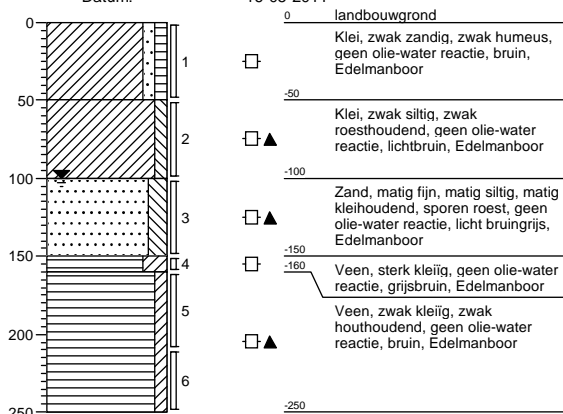 Datum:
0
50
100
150
200
250
1
2
3
4
5
6
0 landbouwgrond
Klei, zwak zandig, zwak humeus,
geen olie-water reactie, bruin,
Edelmanboor
-50
Klei, zwak siltig, zwak
roesthoudend, geen olie-water
reactie, lichtbruin, Edelmanboor
-100
Zand, matig fijn, matig siltig, matig
kleihoudend, sporen roest, geen
olie-water reactie, licht bruingrijs,
Edelmanboor
-150
Veen, sterk kleiïg, geen olie-water
reactie, grijsbruin, Edelmanboor
-160
Veen, zwak kleiïg, zwak
houthoudend, geen olie-water
reactie, bruin, Edelmanboor
-250